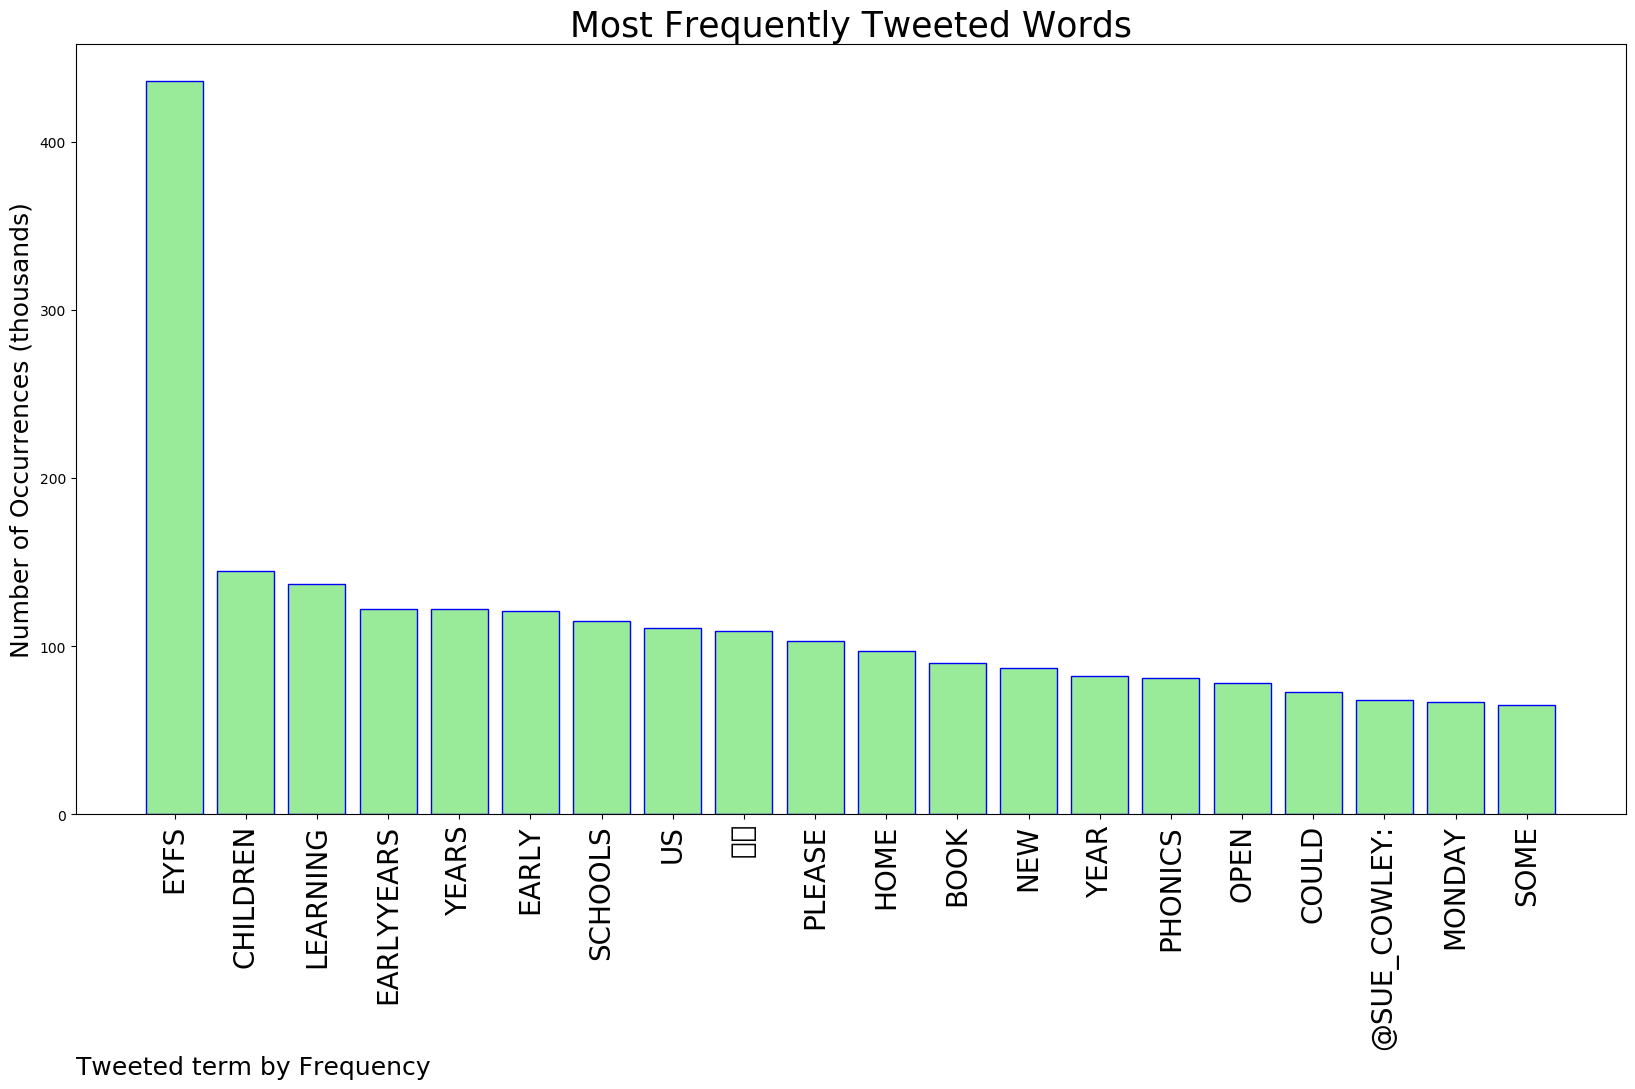 Most Frequently Tweeted Words
Number of Occurrences (thousands)
400
300
200
100
0
EYFS
CHILDREN
LEARNING
EARLYYEARS
YEARS
EARLY
SCHOOLS
US
PLEASE
HOME
BOOK
NEW
YEAR
PHONICS
OPEN
COULD
@SUE_COWLEY:
MONDAY
SOME
Tweeted term by Frequency